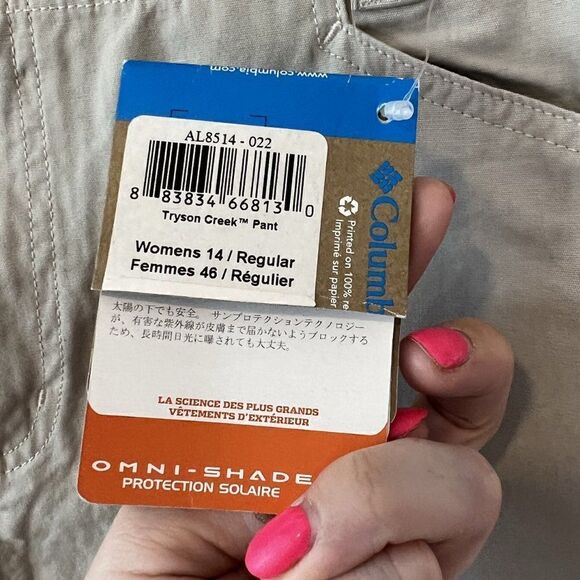 www.columbia.com
AL8514 - 022
8 83834 66813 0
Tryson Creek™ Pant
Womens 14 / Regular
Femmes 46 / Régulier
Columb
Printed on 100% re
Imprimé sur papier
太陽の下でも安全。 サンプロテクションテクノロジー
が、有害な紫外線が皮膚まで届かないようブロックする
ため、長時間日光に曝されても大丈夫。
LA SCIENCE DES PLUS GRANDS
VÊTEMENTS D'EXTÉRIEUR
OMNI-SHADE
PROTECTION SOLAIRE